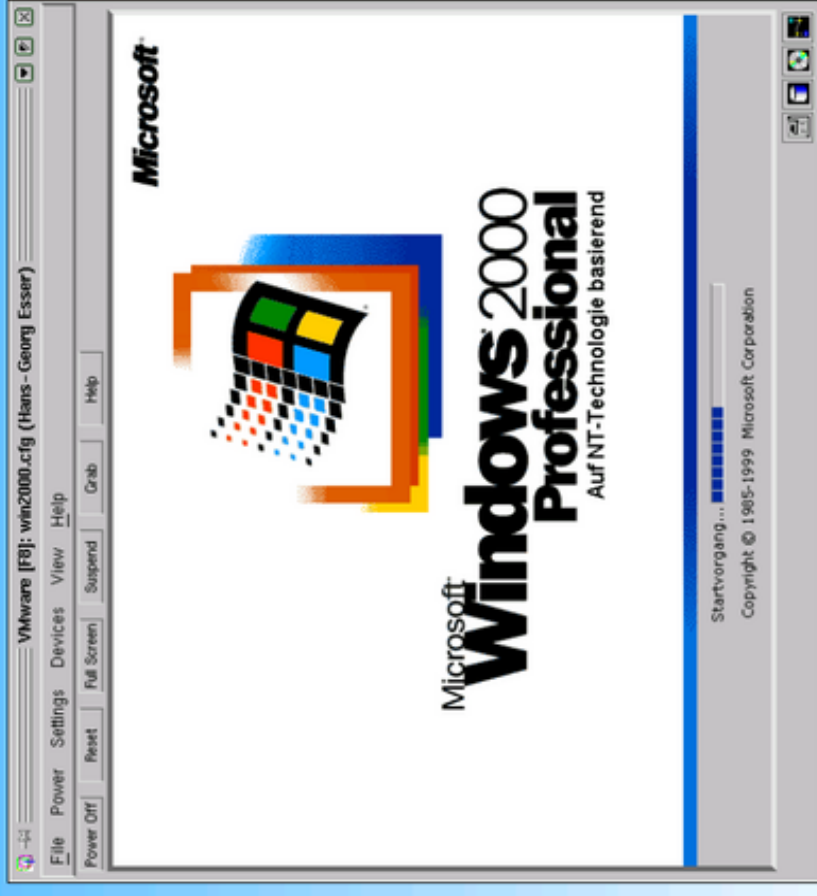 VMware [F8]: win2000.cfg (Hans-Georg Esser)
File Power Settings Devices View Help
Power Off Reset Full Screen Suspend Grab Help
Microsoft
Microsoft
Windows 2000
Professional
Auf NT-Technologie basierend
Startvorgang...
Copyright © 1985-1999 Microsoft Corporation